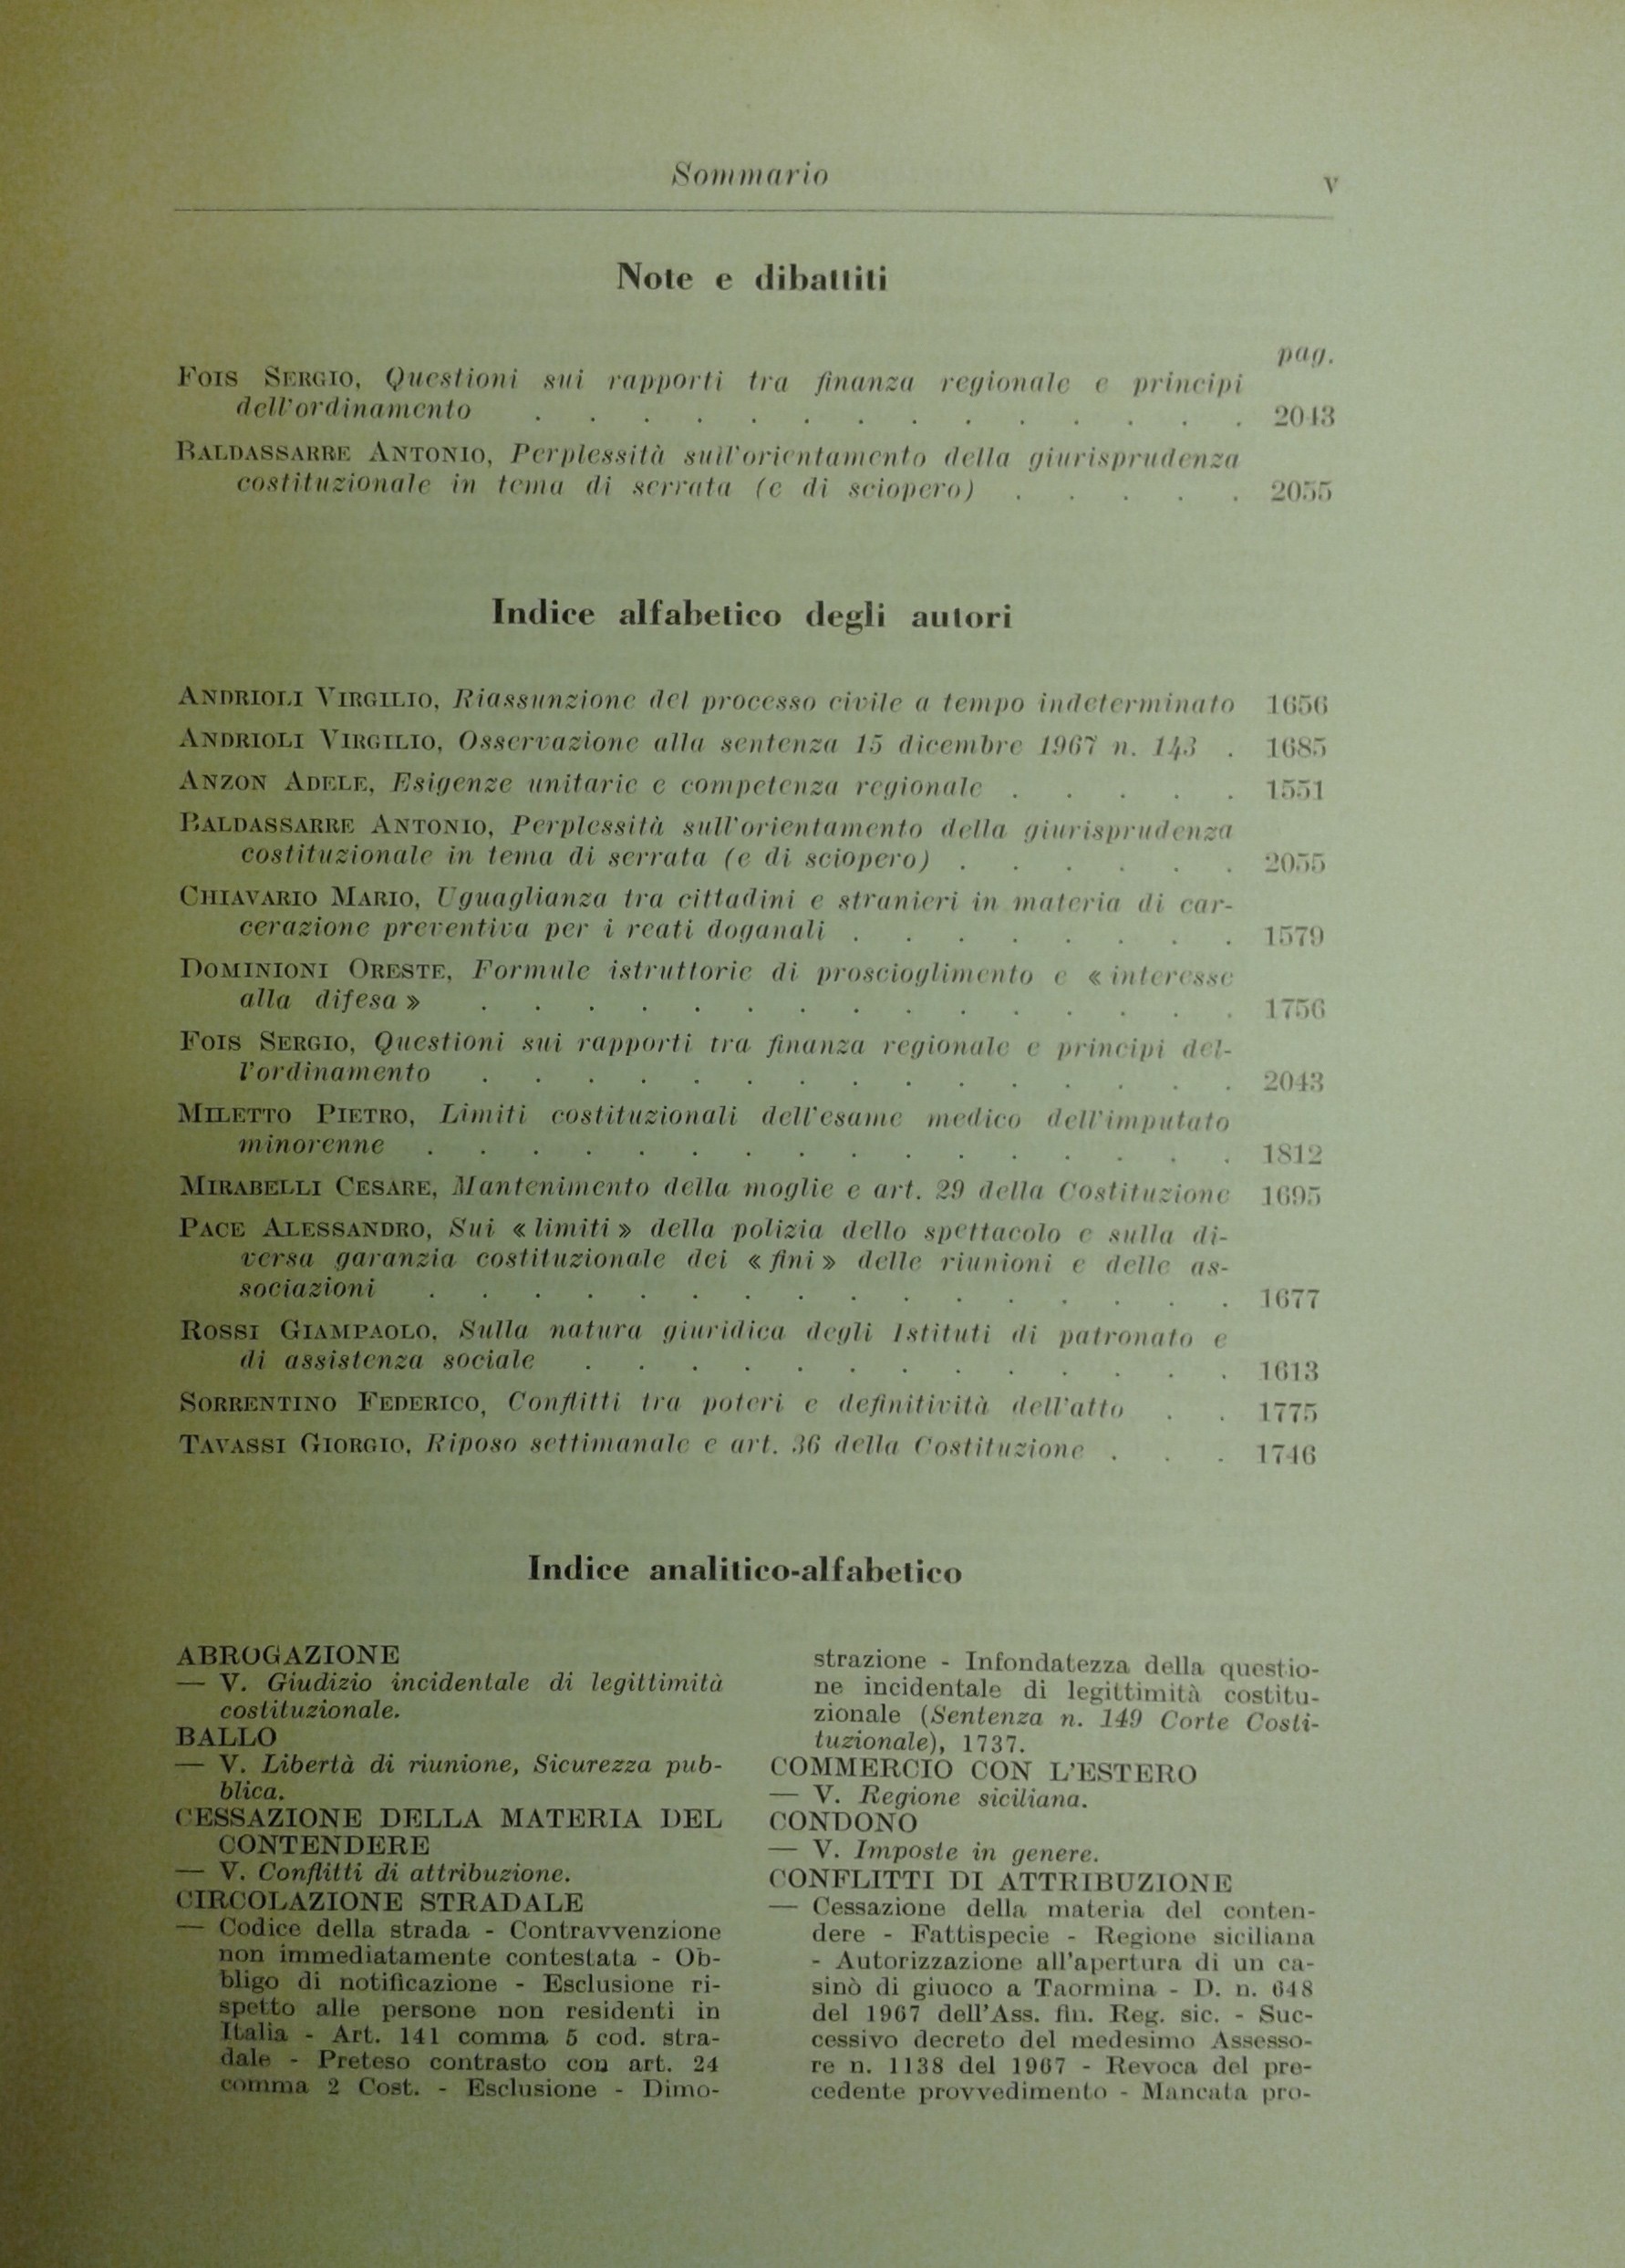 Sommario
V
Note e dibattiti
pag.
FOIS SERGIO, Questioni sui rapporti tra finanza regionale e principi
dell'ordinamento . . . . . . . . . . . . . . 2043
BALDASSARRE ANTONIO, Perplessità sull'orientamento della giurisprudenza
costituzionale in tema di serrata (e di sciopero) . . . . . 2055
Indice alfabetico degli autori
ANDRIOLI VIRGILIO, Riassunzione del processo civile a tempo indeterminato 1656
ANDRIOLI VIRGILIO, Osservazione alla sentenza 15 dicembre 1967 n. 143 . 1685
ANZON ADELE, Esigenze unitarie e competenza regionale . . . . . 1551
BALDASSARRE ANTONIO, Perplessità sull'orientamento della giurisprudenza
costituzionale in tema di serrata (e di sciopero) . . . . . . 2055
CHIAVARIO MARIO, Uguaglianza tra cittadini e stranieri in materia di car-
cerazione preventiva per i reati doganali . . . . . . . . 1579
DOMINIONI ORESTE, Formule istruttorie di proscioglimento e « interesse
alla difesa » . . . . . . . . . . . . . . . 1756
FOIS SERGIO, Questioni sui rapporti tra finanza regionale e principi del-
l'ordinamento . . . . . . . . . . . . . . . 2043
MILETTO PIETRO, Limiti costituzionali dell'esame medico dell'imputato
minorenne . . . . . . . . . . . . . . . . 1812
MIRABELLI CESARE, Mantenimento della moglie e art. 29 della Costituzione 1695
PACE ALESSANDRO, Sui « limiti » della polizia dello spettacolo e sulla di-
versa garanzia costituzionale dei « fini » delle riunioni e delle as-
sociazioni . . . . . . . . . . . . . . . . 1677
ROSSI GIAMPAOLO, Sulla natura giuridica degli Istituti di patronato e
di assistenza sociale . . . . . . . . . . . . . 1613
SORRENTINO FEDERICO, Conflitti tra poteri e definitività dell'atto . . 1775
TAVASSI GIORGIO, Riposo settimanale e art. 36 della Costituzione . . . 1746
Indice analitico-alfabetico
ABROGAZIONE
— V. Giudizio incidentale di legittimità
costituzionale.
BALLO
— V. Libertà di riunione, Sicurezza pub-
blica.
CESSAZIONE DELLA MATERIA DEL
CONTENDERE
— V. Conflitti di attribuzione.
CIRCOLAZIONE STRADALE
— Codice della strada - Contravvenzione
non immediatamente contestata - Ob-
bligo di notificazione - Esclusione ri-
spetto alle persone non residenti in
Italia - Art. 141 comma 5 cod. stra-
dale - Preteso contrasto con art. 24
comma 2 Cost. - Esclusione - Dimo-
strazione - Infondatezza della questio-
ne incidentale di legittimità costitu-
zionale (Sentenza n. 149 Corte Costi-
tuzionale), 1737.
COMMERCIO CON L'ESTERO
— V. Regione siciliana.
CONDONO
— V. Imposte in genere.
CONFLITTI DI ATTRIBUZIONE
— Cessazione della materia del conten-
dere - Fattispecie - Regione siciliana
- Autorizzazione all'apertura di un ca-
sinò di giuoco a Taormina - D. n. 648
del 1967 dell'Ass. fin. Reg. sic. - Suc-
cessivo decreto del medesimo Assesso-
re n. 1138 del 1967 - Revoca del pre-
cedente provvedimento - Mancata pro-